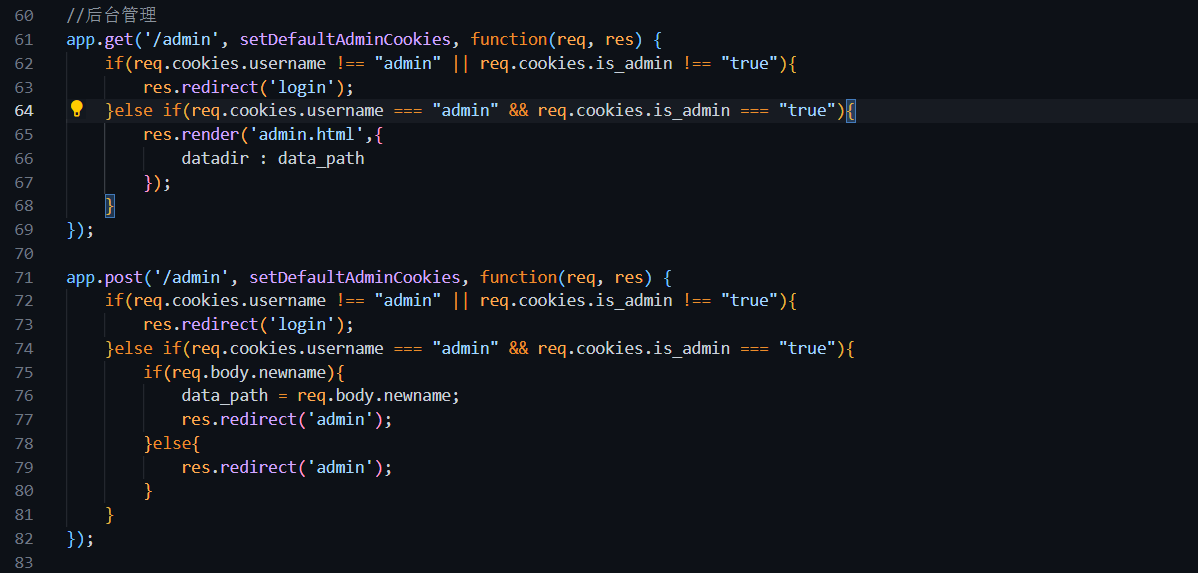 60 //后台管理
61 app.get('/admin', setDefaultAdminCookies, function(req, res) {
62     if(req.cookies.username !== "admin" || req.cookies.is_admin !== "true"){
63         res.redirect('login');
64     }else if(req.cookies.username === "admin" && req.cookies.is_admin === "true"){
65         res.render('admin.html',{
66             datadir : data_path
67         });
68     }
69 });
70
71 app.post('/admin', setDefaultAdminCookies, function(req, res) {
72     if(req.cookies.username !== "admin" || req.cookies.is_admin !== "true"){
73         res.redirect('login');
74     }else if(req.cookies.username === "admin" && req.cookies.is_admin === "true"){
75         if(req.body.newname){
76             data_path = req.body.newname;
77             res.redirect('admin');
78         }else{
79             res.redirect('admin');
80         }
81     }
82 });
83